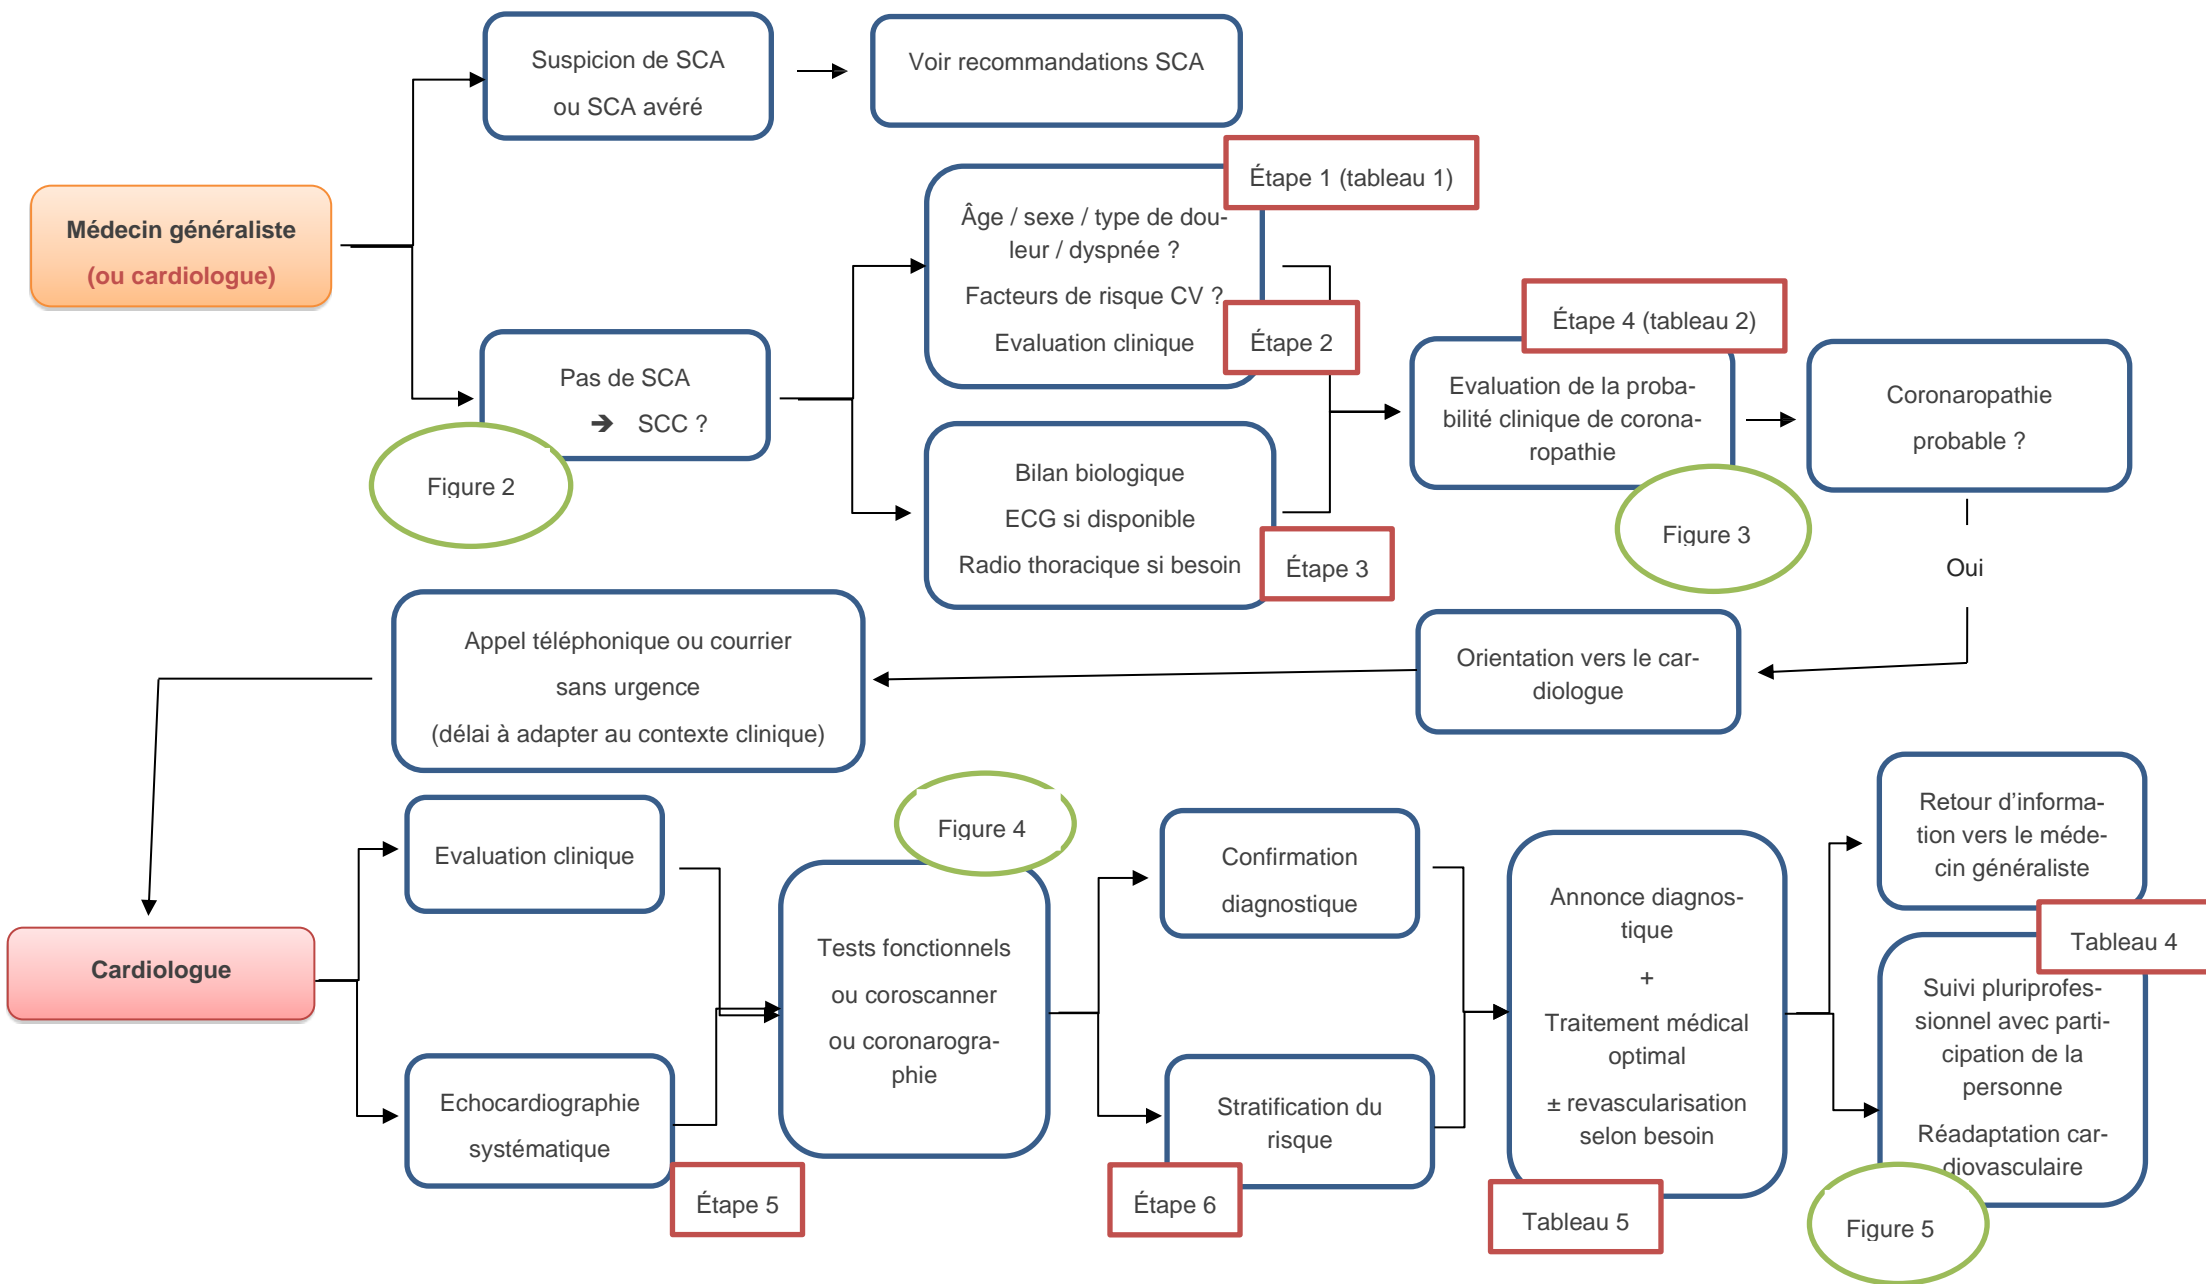 Suspicion de SCA
ou SCA avéré
Voir recommandations SCA
Médecin généraliste
(ou cardiologue)
Étape 1 (tableau 1)
Âge / sexe / type de dou-
leur / dyspnée ?
Facteurs de risque CV ?
Evaluation clinique
Étape 2
Pas de SCA
➔ SCC ?
Figure 2
Bilan biologique
ECG si disponible
Radio thoracique si besoin
Étape 3
Étape 4 (tableau 2)
Evaluation de la proba-
bilité clinique de corona-
ropathie
Figure 3
Coronaropathie
probable ?
Oui
Orientation vers le car-
diologue
Appel téléphonique ou courrier
sans urgence
(délai à adapter au contexte clinique)
Cardiologue
Evaluation clinique
Echocardiographie
systématique
Étape 5
Figure 4
Tests fonctionnels
ou coroscanner
ou coronarogra-
phie
Confirmation
diagnostique
Stratification du
risque
Étape 6
Annonce diagnos-
tique
+
Traitement médical
optimal
± revascularisation
selon besoin
Tableau 5
Retour d’informa-
tion vers le méde-
cin généraliste
Tableau 4
Suivi pluriprofes-
sionnel avec parti-
cipation de la
personne
Réadaptation car-
diovasculaire
Figure 5